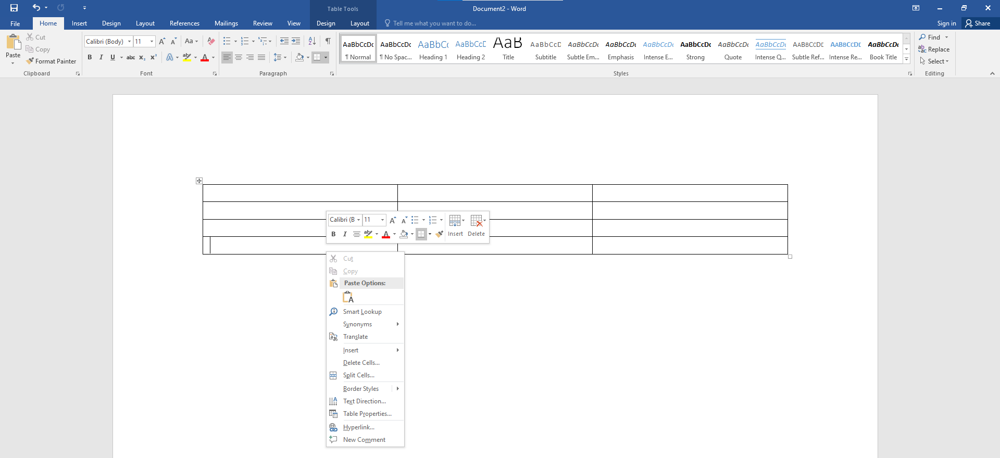 Table Tools
Document2 - Word
File
Home
Insert
Design
Layout
References
Mailings
Review
View
Design
Layout
Tell me what you want to do...
Sign in
Share
Paste
Cut
Copy
Format Painter
Clipboard
Calibri (Body)
11
Font
Paragraph
AaBbCcDc
¶ Normal
AaBbCcDc
¶ No Spac...
AaBbCc
Heading 1
AaBbCcD
Heading 2
AaB
Title
AaBbCcD
Subtitle
AaBbCcDc
Subtle Em...
AaBbCcDc
Emphasis
AaBbCcDc
Intense E...
AaBbCcDc
Strong
AaBbCcDc
Quote
AaBbCcDc
Intense Q...
AABBCCDE
Subtle Ref...
AABBCCDE
Intense Re...
AaBbCcDc
Book Title
Styles
Find
Replace
Select
Editing
Calibri (B
11
Insert
Delete
Cut
Copy
Paste Options:
Smart Lookup
Synonyms
Translate
Insert
Delete Cells...
Split Cells...
Border Styles
Text Direction...
Table Properties...
Hyperlink...
New Comment